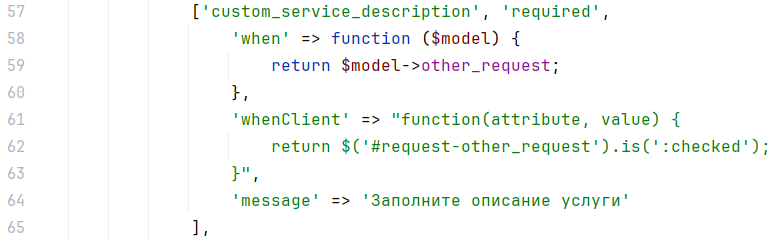 57 ['custom_service_description', 'required',
58 'when' => function ($model) {
59 return $model->other_request;
60 },
61 'whenClient' => "function(attribute, value) {
62 return $('#request-other_request').is(':checked');
63 }",
64 'message' => 'Заполните описание услуги'
65 ],